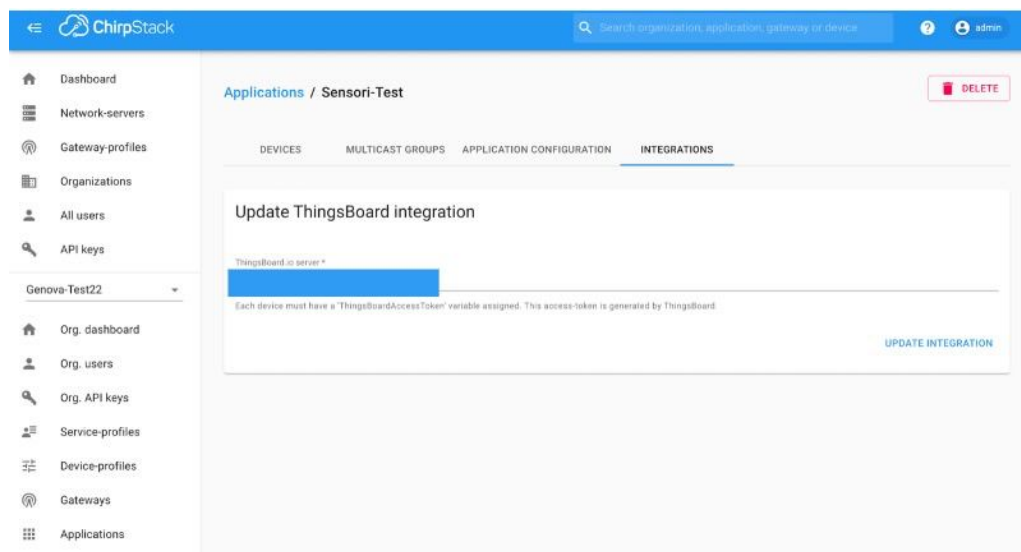 ChirpStack
Search organization, application, gateway or device
? admin
Dashboard
Network-servers
Gateway-profiles
Organizations
All users
API keys
Genova-Test22
Org. dashboard
Org. users
Org. API keys
Service-profiles
Device-profiles
Gateways
Applications
Applications / Sensori-Test
DELETE
DEVICES MULTICAST GROUPS APPLICATION CONFIGURATION INTEGRATIONS
Update ThingsBoard integration
ThingsBoard.io server *
Each device must have a 'ThingsBoardAccessToken' variable assigned. This access-token is generated by ThingsBoard.
UPDATE INTEGRATION